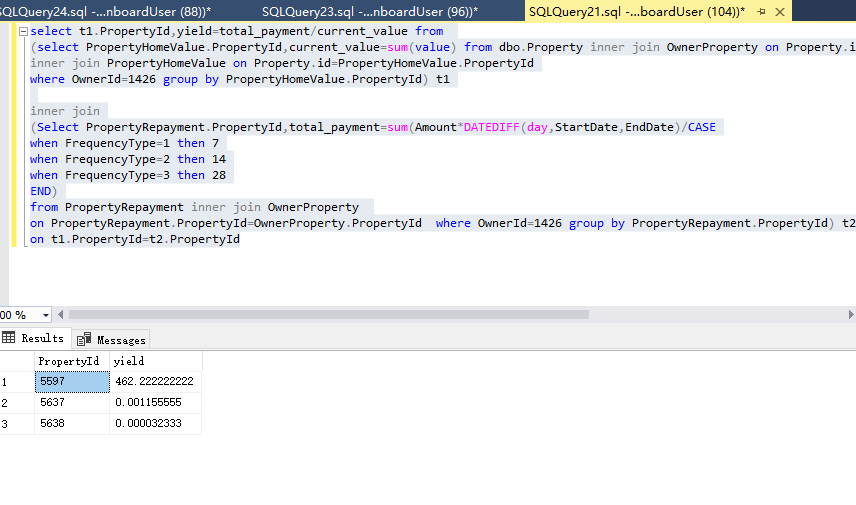 SQLQuery24.sql -...nboardUser (88))*
SQLQuery23.sql -...nboardUser (96))*
SQLQuery21.sql -...boardUser (104))*
select t1.PropertyId,yield=total_payment/current_value from
(select PropertyHomeValue.PropertyId,current_value=sum(value) from dbo.Property inner join OwnerProperty on Property.i
inner join PropertyHomeValue on Property.id=PropertyHomeValue.PropertyId
where OwnerId=1426 group by PropertyHomeValue.PropertyId) t1
inner join
(Select PropertyRepayment.PropertyId,total_payment=sum(Amount*DATEDIFF(day,StartDate,EndDate)/CASE
when FrequencyType=1 then 7
when FrequencyType=2 then 14
when FrequencyType=3 then 28
END)
from PropertyRepayment inner join OwnerProperty
on PropertyRepayment.PropertyId=OwnerProperty.PropertyId  where OwnerId=1426 group by PropertyRepayment.PropertyId) t2
on t1.PropertyId=t2.PropertyId
00 %
Results Messages
PropertyId yield
1 5597 462.222222222
2 5637 0.001155555
3 5638 0.000032333